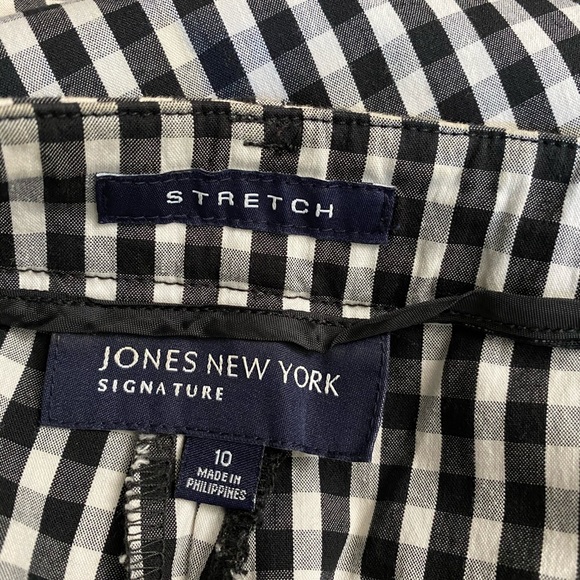 STRETCH
JONES NEW YORK
SIGNATURE
10
MADE IN
PHILIPPINES